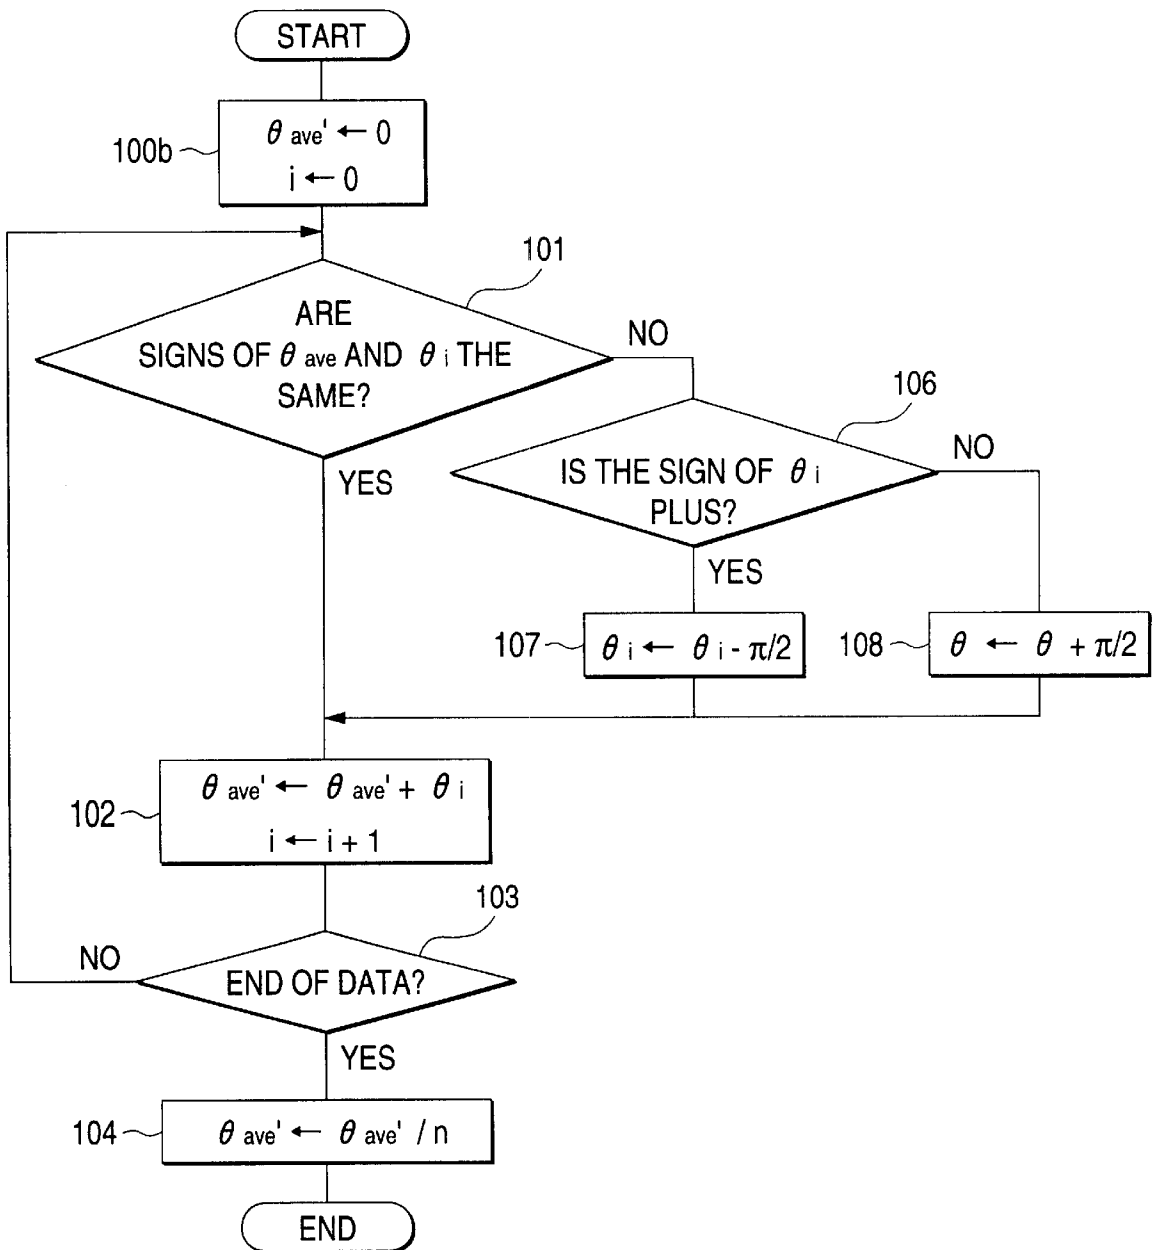 START
100b
θ ave' ← 0
i ← 0
101
ARE
SIGNS OF θ ave AND θ i THE
SAME?
NO
YES
106
IS THE SIGN OF θ i
PLUS?
NO
YES
107
θ i ← θ i - π/2
108
θ ← θ + π/2
102
θ ave' ← θ ave' + θ i
i ← i + 1
103
END OF DATA?
NO
YES
104
θ ave' ← θ ave' / n
END